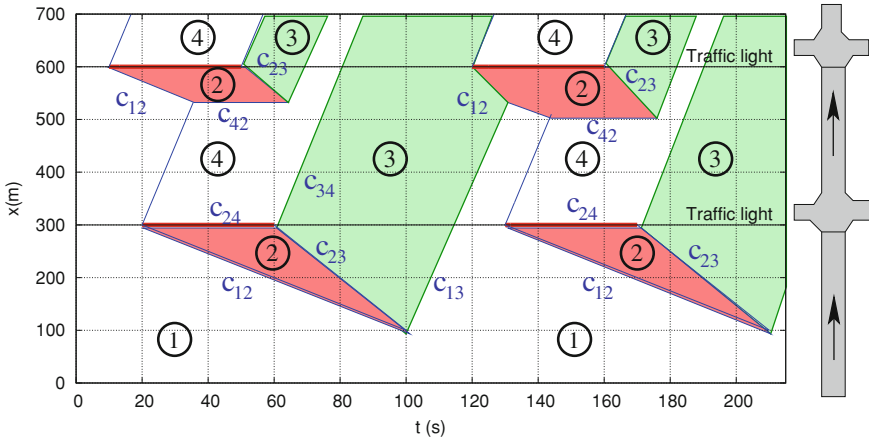 700
600
500
400
300
200
100
0
x(m)
④ ③ ④ ③
c₂₃
Traffic light
② ②
c₂₃
c₁₂ c₁₂
c₄₂ c₄₂
④ ③ ④ ③
c₃₄
c₂₄ c₂₄
Traffic light
② ②
c₂₃ c₂₃
c₁₂ c₁₃ c₁₂
① ①
0 20 40 60 80 100 120 140 160 180 200
t (s)